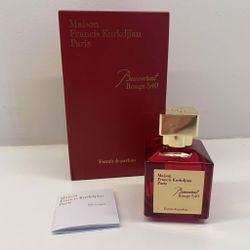 Maison
Francis Kurkdjian
Paris
Baccarat
Rouge 540
Extrait de parfum
Maison
Francis Kurkdjian
Paris
Maison
Francis Kurkdjian
Paris
Baccarat
Rouge 540
Extrait de parfum